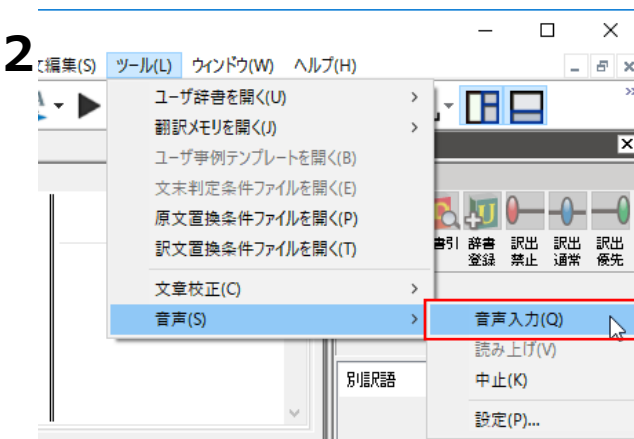 2
文編集(S) ツール(L) ウィンドウ(W) ヘルプ(H)
ユーザ辞書を開く(U)
翻訳メモリを開く(J)
ユーザ事例テンプレートを開く(B)
文末判定条件ファイルを開く(E)
原文置換条件ファイルを開く(P)
訳文置換条件ファイルを開く(T)
文章校正(C)
音声(S)
書引 辞書登録 訳出禁止 訳出通常 訳出優先
音声入力(Q)
読み上げ(V)
中止(K)
設定(P)...
別訳語